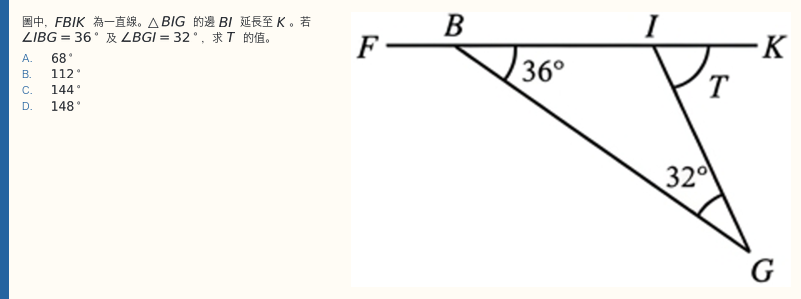 圖中，FBIK 為一直線。△BIG 的邊 BI 延長至 K 。若
∠IBG = 36° 及 ∠BGI = 32°，求 T 的值。
A. 68°
B. 112°
C. 144°
D. 148°
B I
F K
36° T
32°
G